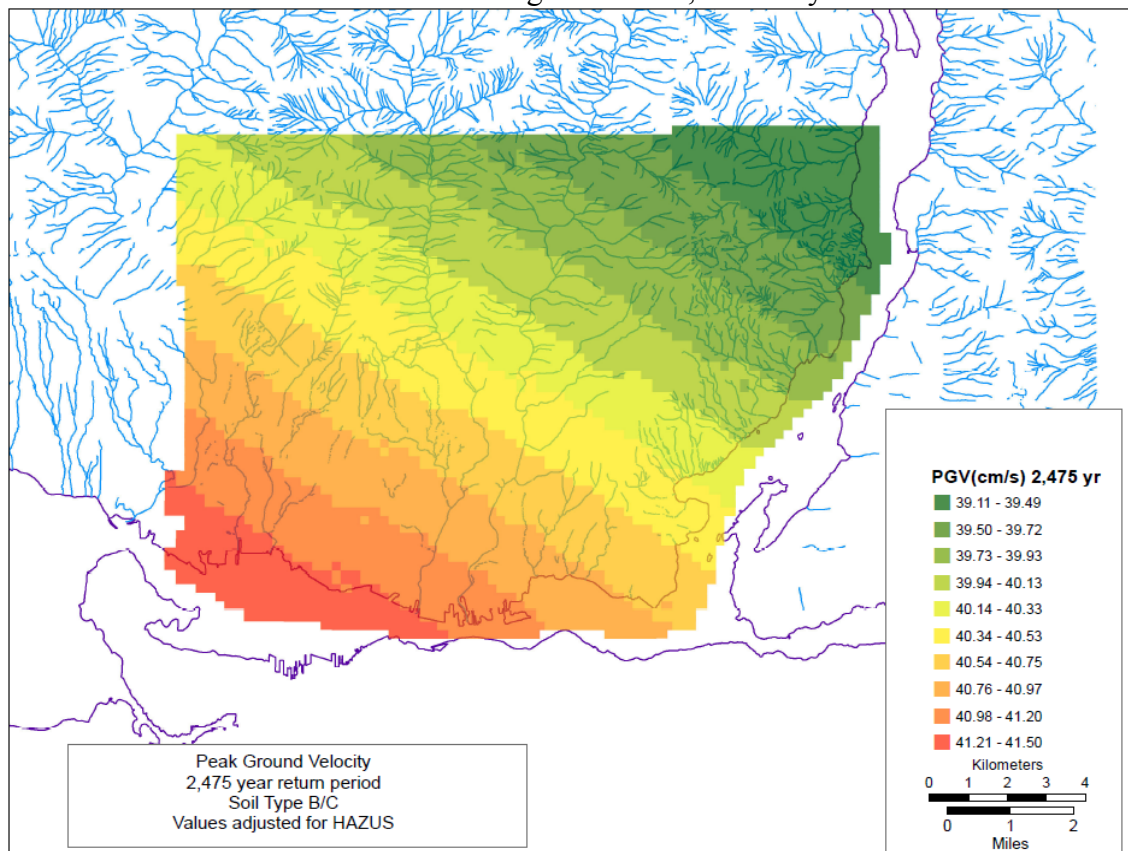 PGV(cm/s) 2,475 yr
39.11 - 39.49
39.50 - 39.72
39.73 - 39.93
39.94 - 40.13
40.14 - 40.33
40.34 - 40.53
40.54 - 40.75
40.76 - 40.97
40.98 - 41.20
41.21 - 41.50
Kilometers
0 1 2 3 4
0 1 2
Miles
Peak Ground Velocity
2,475 year return period
Soil Type B/C
Values adjusted for HAZUS